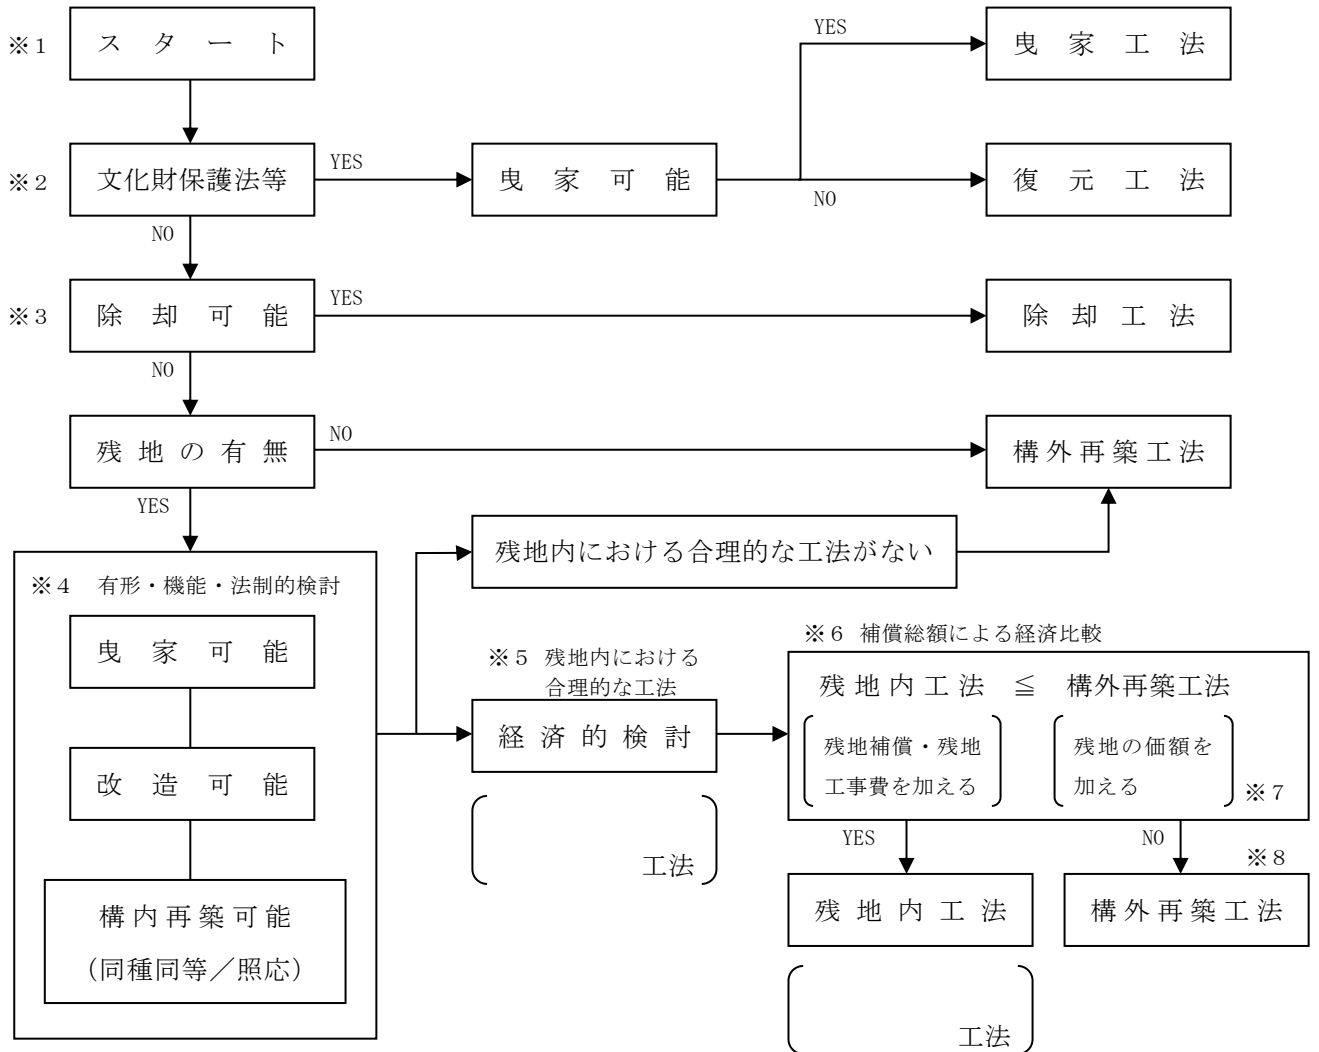 ※1 スタート
YES
曳家工法
※2 文化財保護法等
YES
曳家可能
NO
復元工法
NO
※3 除却可能
YES
除却工法
NO
残地の有無
NO
構外再築工法
YES
残地内における合理的な工法がない
※4 有形・機能・法制的検討
曳家可能
改造可能
構内再築可能
(同種同等／照応)
※5 残地内における
合理的な工法
経済的検討
工法
※6 補償総額による経済比較
残地内工法 ≦ 構外再築工法
残地補償・残地
工事費を加える
残地の価額を
加える
※7
YES
NO
※8
残地内工法
構外再築工法
工法